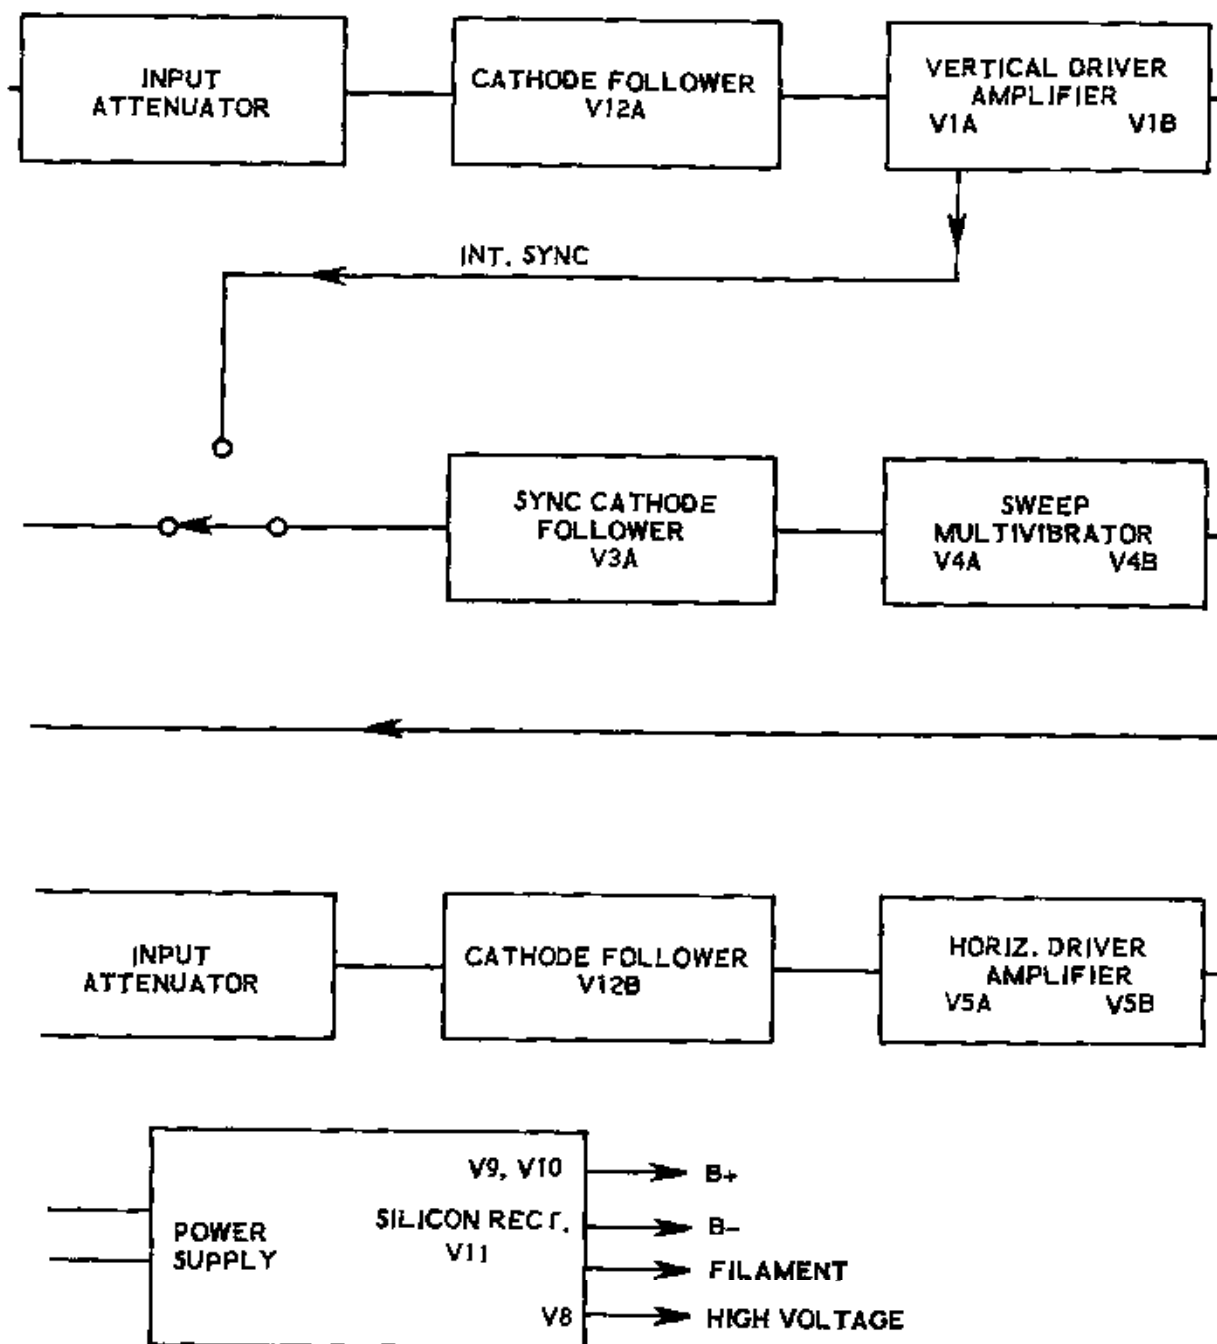 INPUT
ATTENUATOR
CATHODE FOLLOWER
V12A
VERTICAL DRIVER
AMPLIFIER
V1A V1B
INT. SYNC
SYNC CATHODE
FOLLOWER
V3A
SWEEP
MULTIVIBRATOR
V4A V4B
INPUT
ATTENUATOR
CATHODE FOLLOWER
V12B
HORIZ. DRIVER
AMPLIFIER
V5A V5B
POWER
SUPPLY
V9, V10
SILICON RECT.
V11
V8
B+
B-
FILAMENT
HIGH VOLTAGE